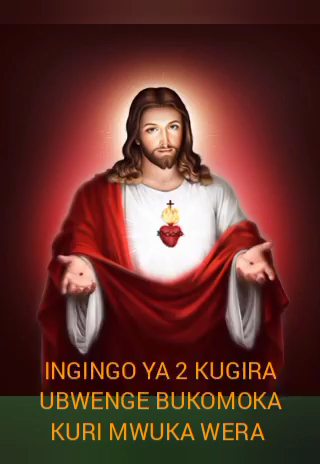 INGINGO YA 2 KUGIRA
UBWENGE BUKOMOKA
KURI MWUKA WERA